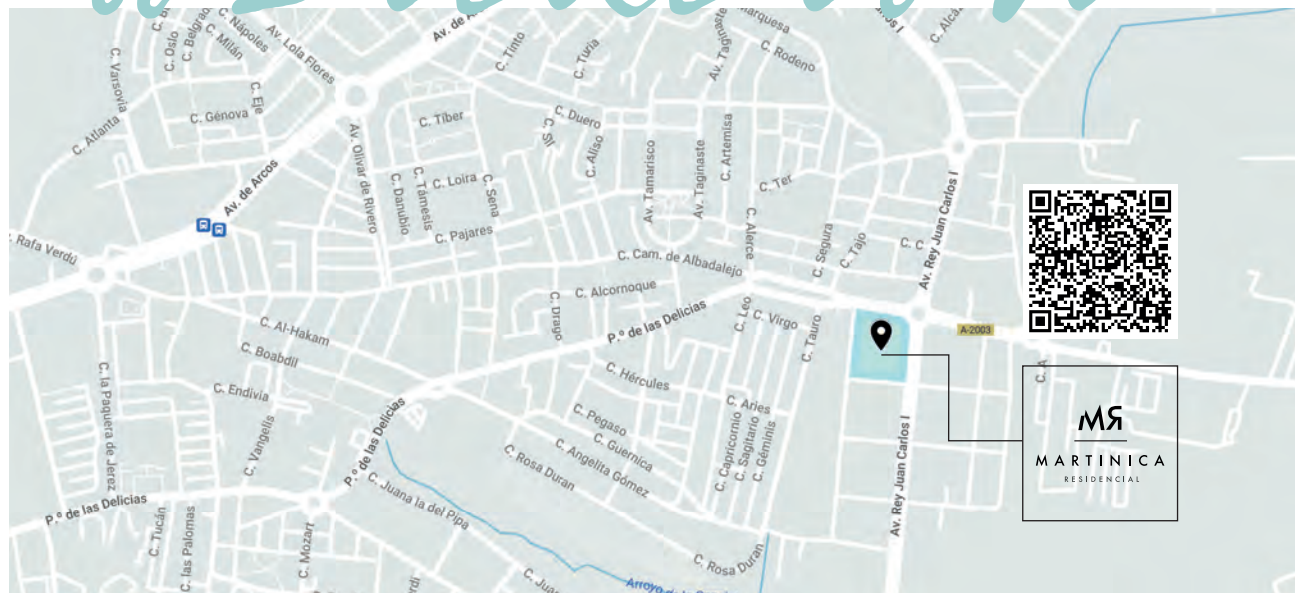 C. Nápoles
C. Belgrado
C. Oslo
C. Milán
C. Varsovia
Av. Lola Flores
C. Eje
C. Génova
C. Atlanta
Av. de Arcos
C. Tinto
C. Turia
Av. Taginaste
C. Rodeno
C. Tíber
C. Duero
C. Sil
C. Aliso
Av. Olivar de Rivero
C. Danubio
C. Támesis
C. Loira
C. Sena
C. Pajares
Av. Tamarisco
Av. Taginaste
C. Artemisa
C. Ter
C. Alerce
C. Segura
C. Tajo
C. C
Av. Rey Juan Carlos I
Rafa Verdú
C. Cam. de Albadalejo
C. Alcornoque
C. Drago
P.º de las Delicias
C. Leo
C. Virgo
C. Tauro
A-2003
C. A
C. Al-Hakam
C. Boabdil
C. Endivia
C. Vangelis
C. la Paquera de Jerez
C. Hércules
C. Pegaso
C. Guernica
C. Angelita Gómez
C. Rosa Duran
C. Aries
C. Capricornio
C. Sagitario
C. Géminis
P.º de las Delicias
P.º de las Delicias
C. Juana la del Pipa
C. Tucán
C. las Palomas
C. Mozart
C. Rosa Duran
Av. Rey Juan Carlos I
MR
MARTINICA
RESIDENCIAL